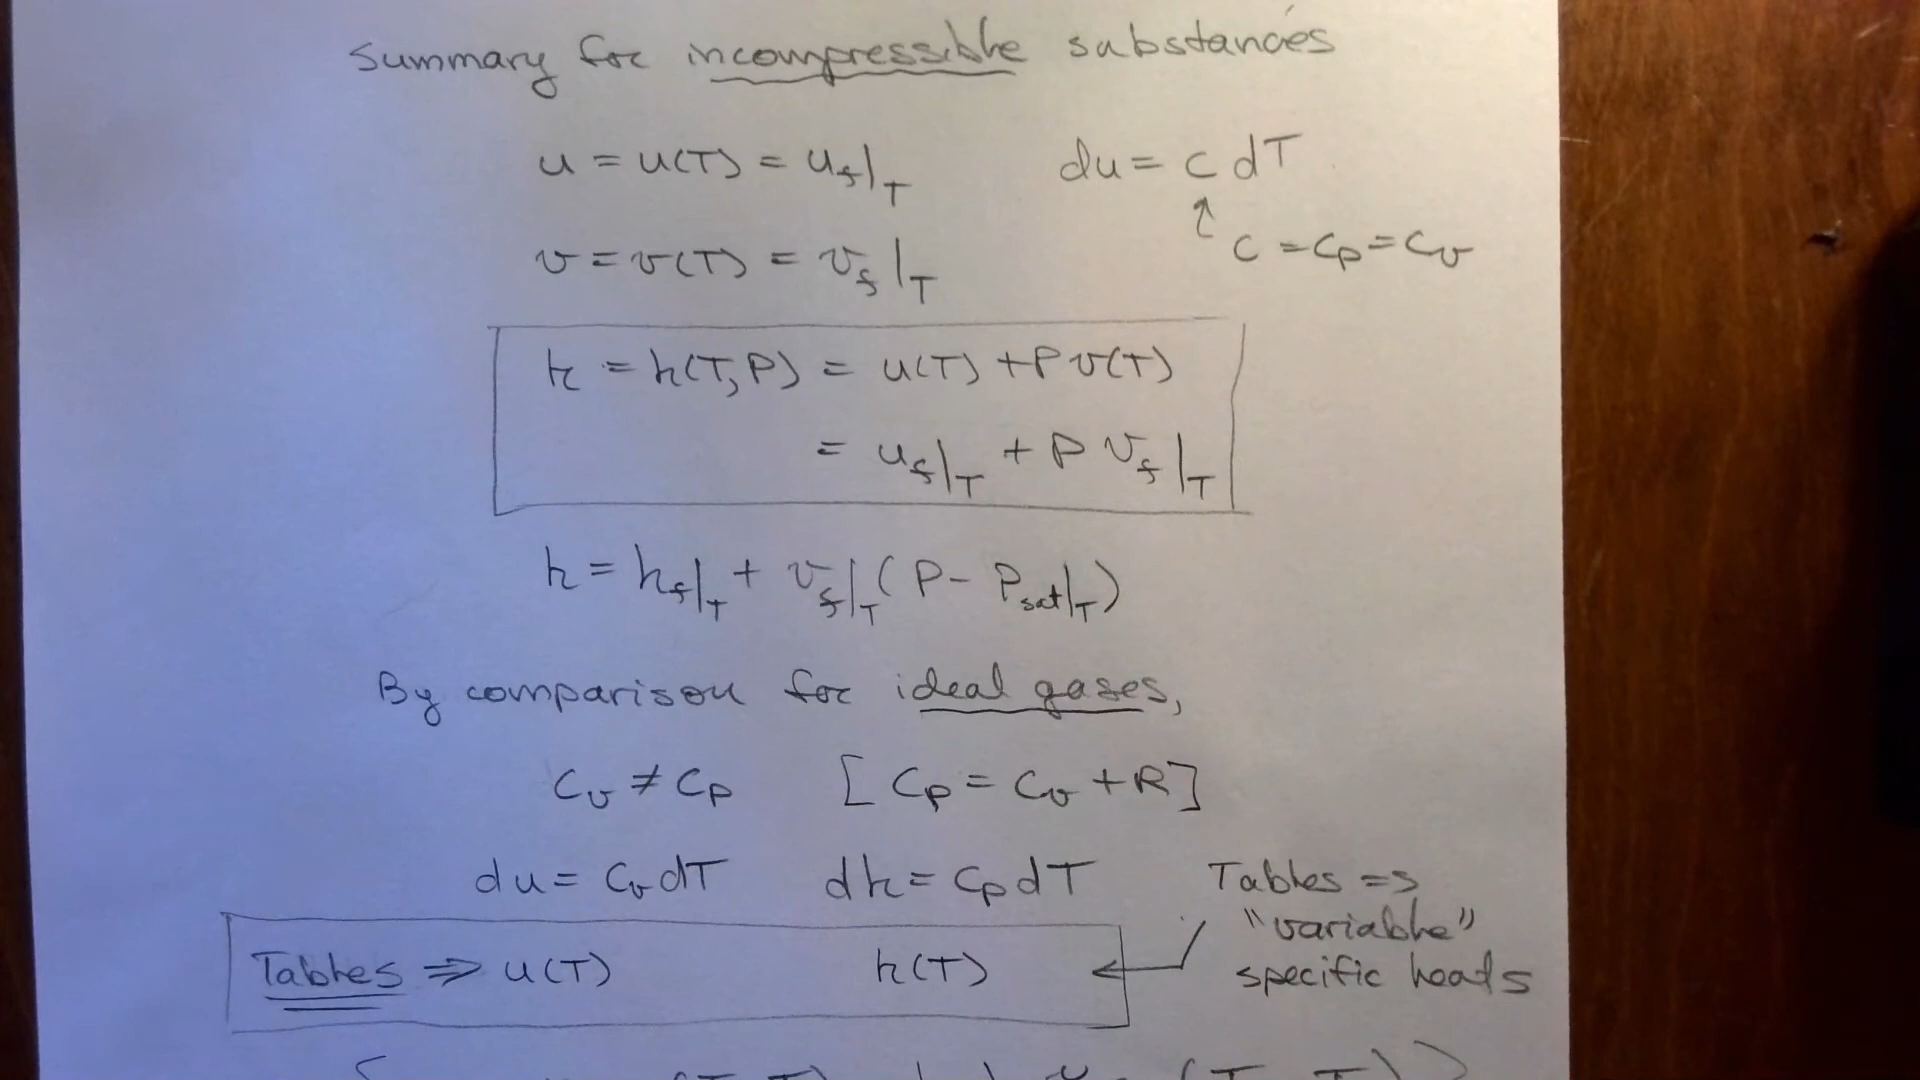 Summary for incompressible substances
u = u(T) = u_f|_T    du = c dT
↑ c = c_p = c_v
v = v(T) = v_f|_T
h = h(T, P) = u(T) + P v(T)
= u_f|_T + P v_f|_T
h = h_f|_T + v_f|_T (P - P_sat|_T)
By comparison for ideal gases,
c_v ≠ c_p    [c_p = c_v + R]
du = c_v dT    dh = c_p dT
Tables ⇒ u(T)    h(T)
Tables =>
"variable"
specific heats